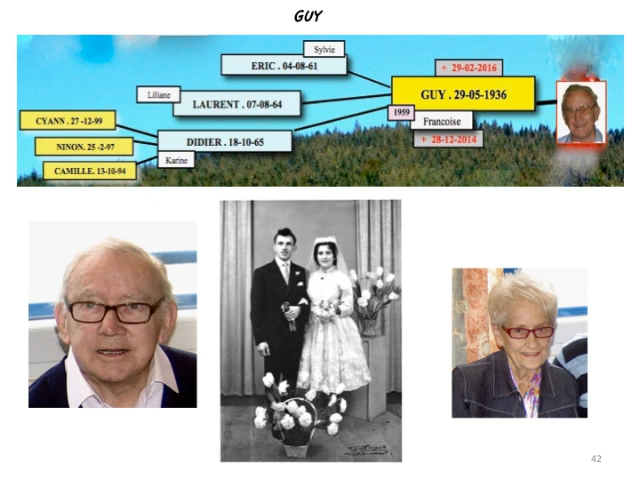 GUY
Sylvie
ERIC . 04-08-61
+ 29-02-2016
Liliane
LAURENT . 07-08-64
GUY . 29-05-1936
1959
Francoise
+ 28-12-2014
CYANN . 27 -12-99
NINON. 25 -2-97
CAMILLE. 13-10-94
DIDIER . 18-10-65
Karine
42